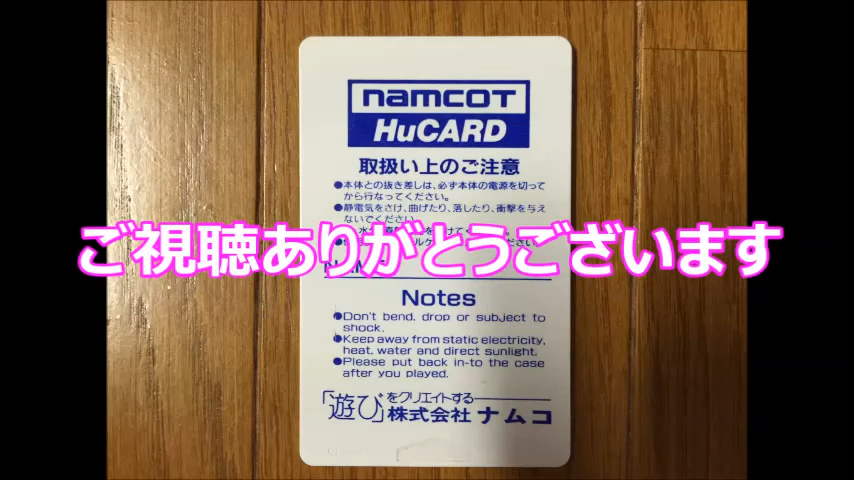 namcot
HuCARD
取扱い上のご注意
●本体との抜き差しは、必ず本体の電源を切って
から行なってください。
●静電気をさけ、曲げたり、落したり、衝撃を与え
ないでください。
ご視聴ありがとうございます
Notes
●Don't bend, drop or subject to
shock.
●Keep away from static electricity,
heat, water and direct sunlight.
●Please put back in-to the case
after you played.
「遊び」をクリエイトする
株式会社 ナムコ